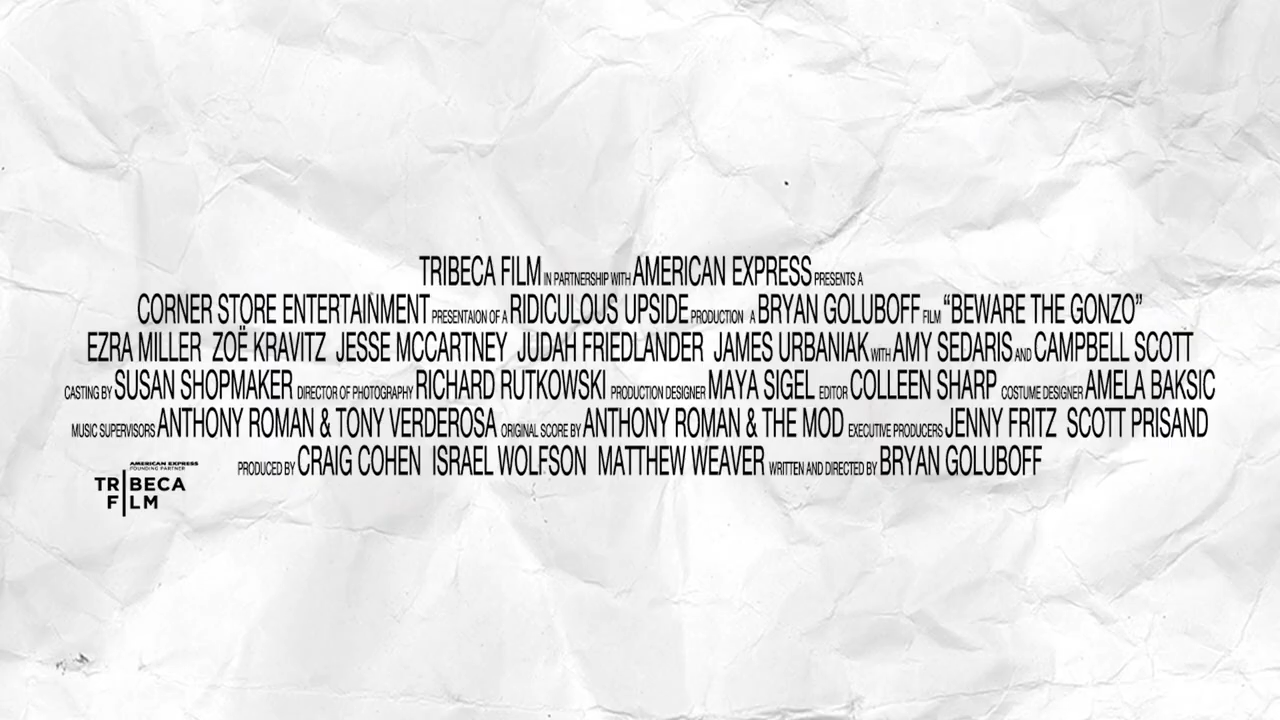 TRIBECA FILM IN PARTNERSHIP WITH AMERICAN EXPRESS PRESENTS A
CORNER STORE ENTERTAINMENT PRESENTAION OF A RIDICULOUS UPSIDE PRODUCTION A BRYAN GOLUBOFF FILM “BEWARE THE GONZO”
EZRA MILLER ZOË KRAVITZ JESSE MCCARTNEY JUDAH FRIEDLANDER JAMES URBANIAK WITH AMY SEDARIS AND CAMPBELL SCOTT
CASTING BY SUSAN SHOPMAKER DIRECTOR OF PHOTOGRAPHY RICHARD RUTKOWSKI PRODUCTION DESIGNER MAYA SIGEL EDITOR COLLEEN SHARP COSTUME DESIGNER AMELA BAKSIC
MUSIC SUPERVISORS ANTHONY ROMAN & TONY VERDEROSA ORIGINAL SCORE BY ANTHONY ROMAN & THE MOD EXECUTIVE PRODUCERS JENNY FRITZ SCOTT PRISAND
PRODUCED BY CRAIG COHEN ISRAEL WOLFSON MATTHEW WEAVER WRITTEN AND DIRECTED BY BRYAN GOLUBOFF
AMERICAN EXPRESS
FOUNDING PARTNER
TRIBECA
FILM